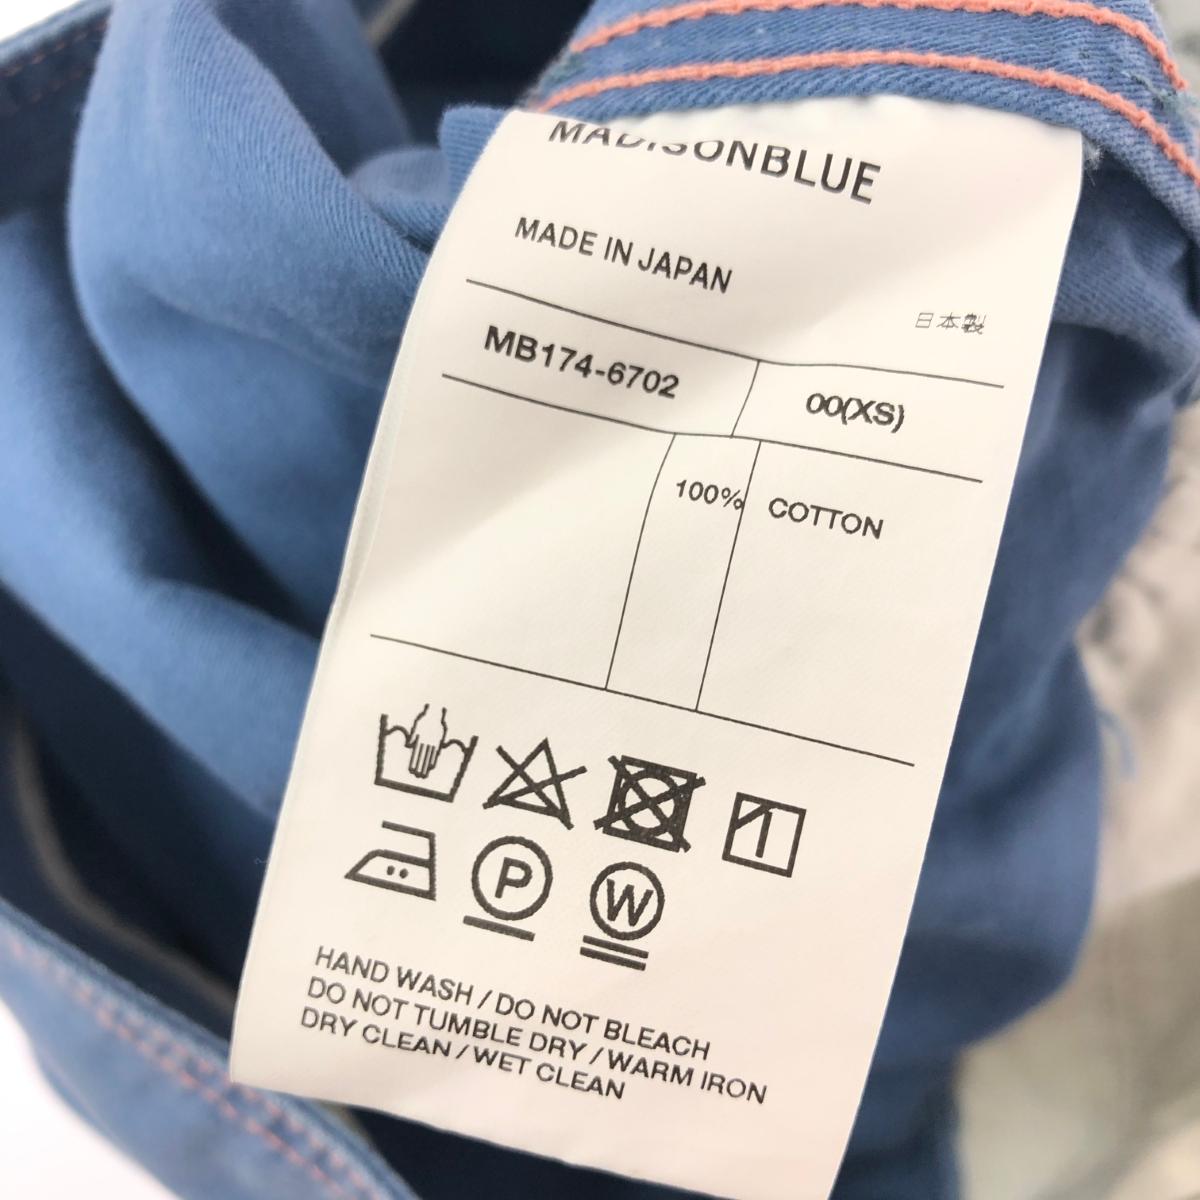 MADISONBLUE
MADE IN JAPAN
日本製
MB174-6702 00(XS)
100% COTTON
P W
HAND WASH / DO NOT BLEACH
DO NOT TUMBLE DRY / WARM IRON
DRY CLEAN / WET CLEAN